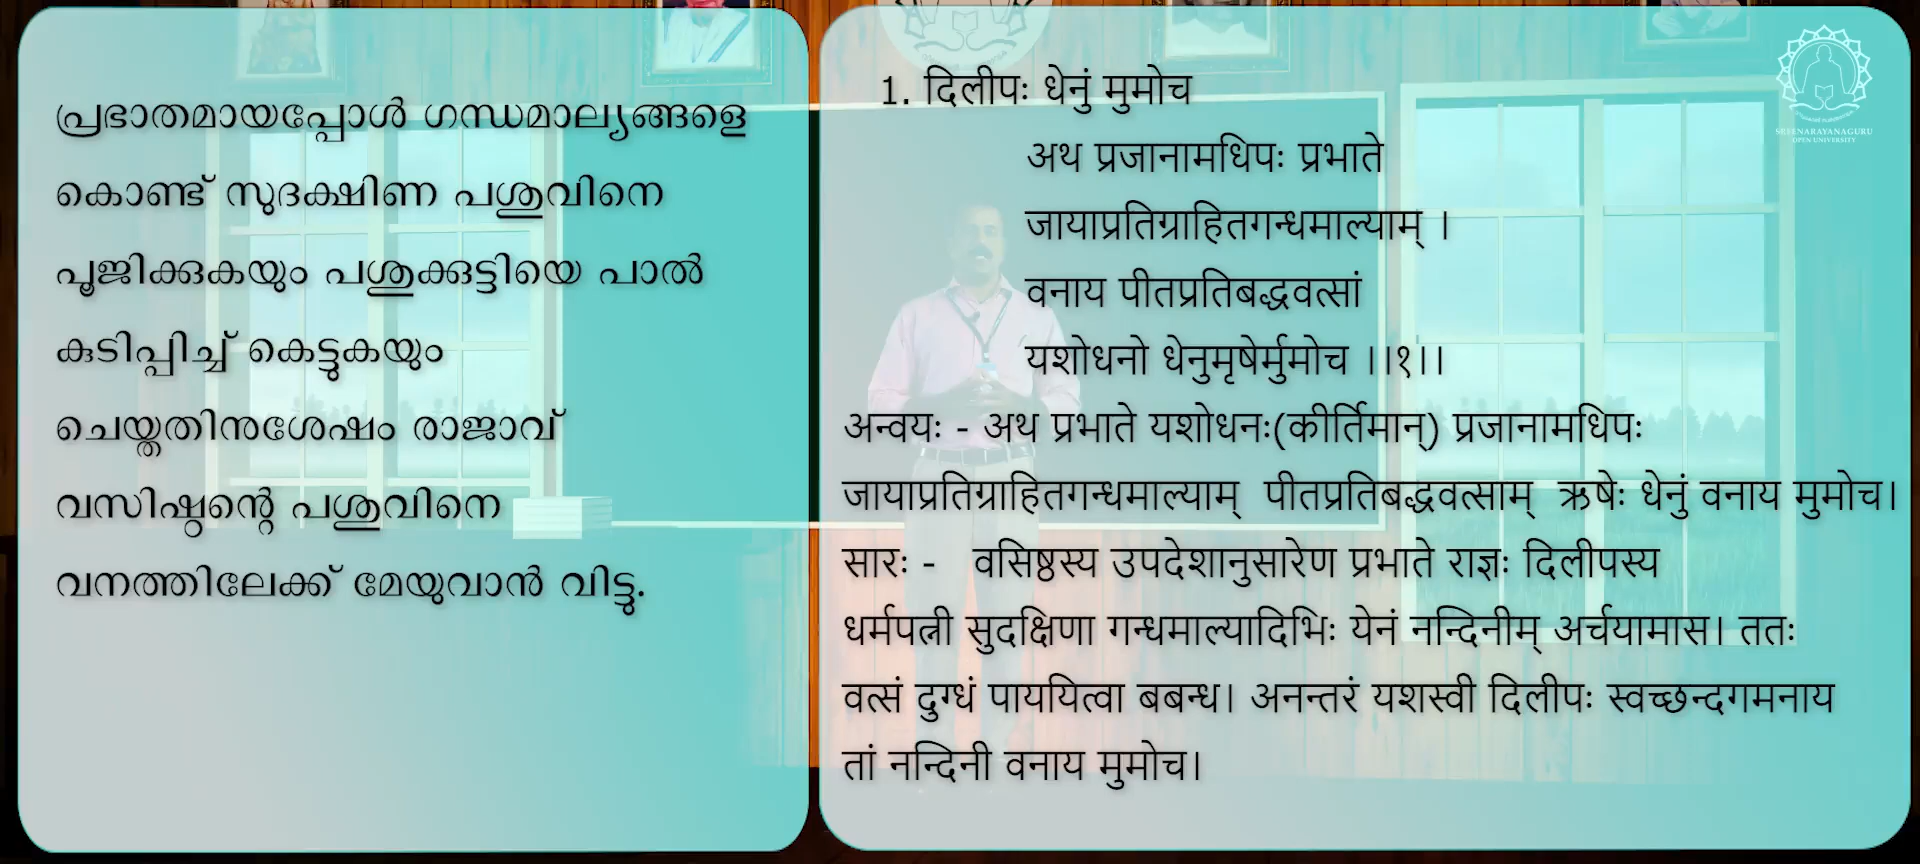 പ്രഭാതമായപ്പോൾ ഗന്ധമാല്യങ്ങളെ
കൊണ്ട് സുദക്ഷിണ പശുവിനെ
പൂജിക്കുകയും പശുക്കുട്ടിയെ പാൽ
കുടിപ്പിച്ച് കെട്ടുകയും
ചെയ്തതിനുശേഷം രാജാവ്
വസിഷ്ഠന്റെ പശുവിനെ
വനത്തിലേക്ക് മേയുവാൻ വിട്ടു.
1. दिलीपः धेनुं मुमोच
अथ प्रजानामधिपः प्रभाते
जायाप्रतिग्राहितगन्धमाल्याम् ।
वनाय पीतप्रतिबद्धवत्सां
यशोधनो धेनुमृषेर्मुमोच ।।१।।
अन्वयः - अथ प्रभाते यशोधनः(कीर्तिमान्) प्रजानामधिपः
जायाप्रतिग्राहितगन्धमाल्याम् पीतप्रतिबद्धवत्साम् ऋषेः धेनुं वनाय मुमोच।
सारः - वसिष्ठस्य उपदेशानुसारेण प्रभाते राज्ञः दिलीपस्य
धर्मपत्नी सुदक्षिणा गन्धमाल्यादिभिः येनं नन्दिनीम् अर्चयामास। ततः
वत्सं दुग्धं पाययित्वा बबन्ध। अनन्तरं यशस्वी दिलीपः स्वच्छन्दगमनाय
तां नन्दिनी वनाय मुमोच।
SREENARAYANAGURU
OPEN UNIVERSITY